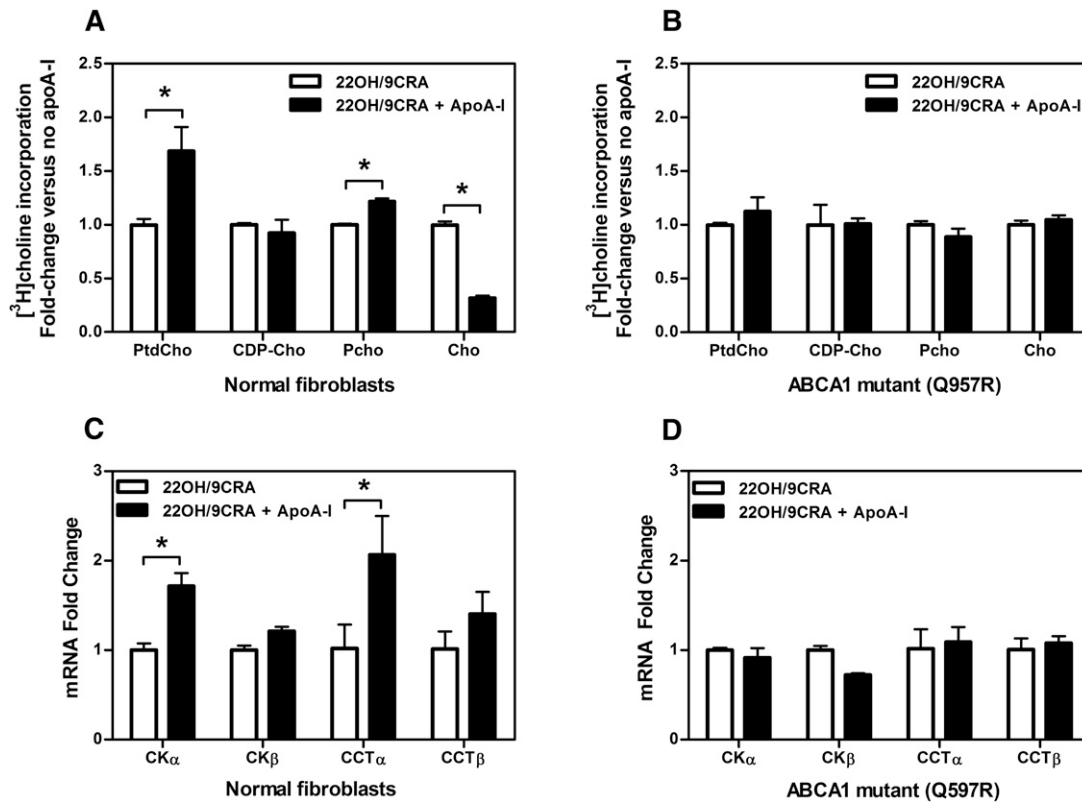 A
[³H]choline incorporation
Fold-change versus no apoA-I
2.5
2.0
1.5
1.0
0.5
0.0
22OH/9CRA
22OH/9CRA + ApoA-I
*
*
*
PtdCho CDP-Cho Pcho Cho
Normal fibroblasts
B
[³H]choline incorporation
Fold-change versus no apoA-I
2.5
2.0
1.5
1.0
0.5
0.0
22OH/9CRA
22OH/9CRA + ApoA-I
PtdCho CDP-Cho Pcho Cho
ABCA1 mutant (Q957R)
C
mRNA Fold Change
3
2
1
0
22OH/9CRA
22OH/9CRA + ApoA-I
*
*
CKα CKβ CCTα CCTβ
Normal fibroblasts
D
mRNA Fold Change
3
2
1
0
22OH/9CRA
22OH/9CRA + ApoA-I
CKα CKβ CCTα CCTβ
ABCA1 mutant (Q597R)